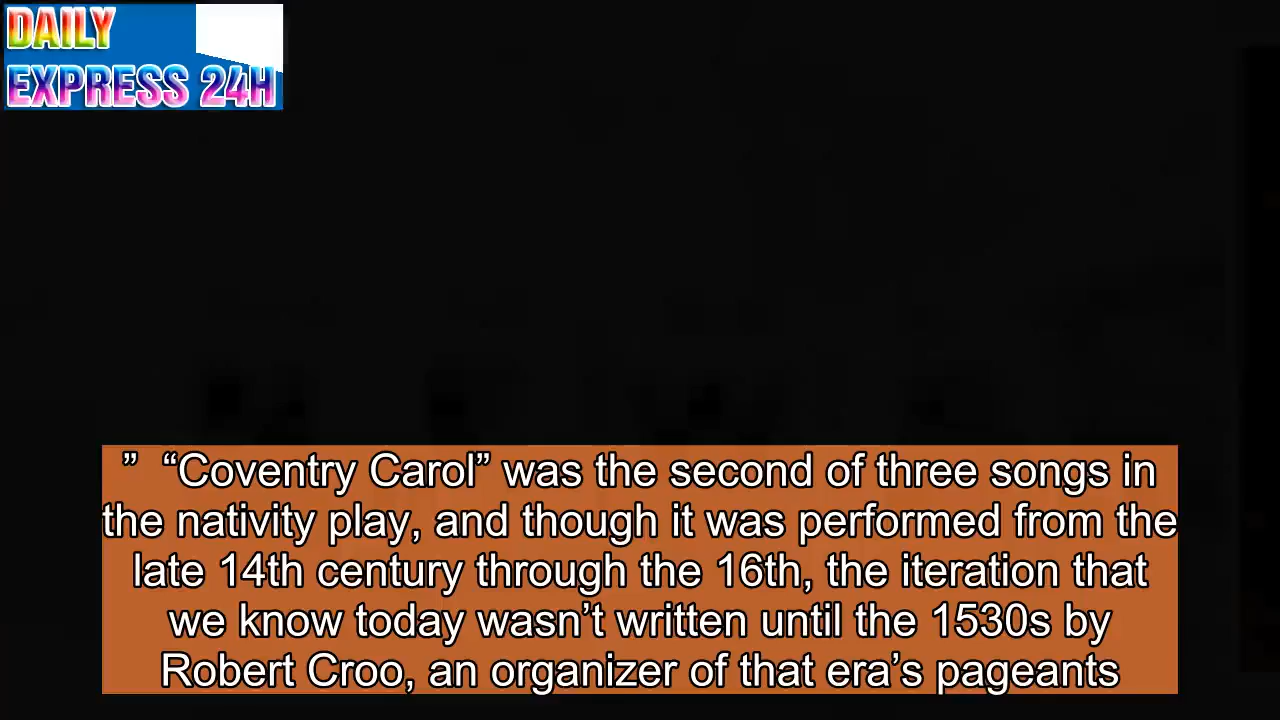 DAILY
EXPRESS 24H
” “Coventry Carol” was the second of three songs in
the nativity play, and though it was performed from the
late 14th century through the 16th, the iteration that
we know today wasn’t written until the 1530s by
Robert Croo, an organizer of that era’s pageants